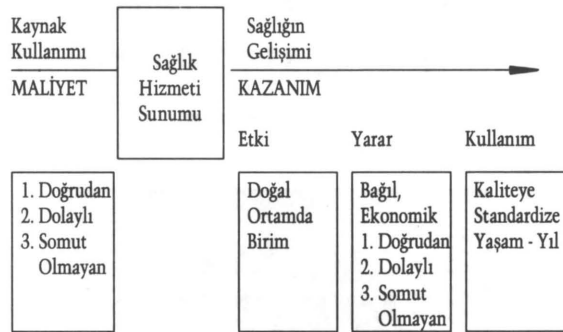 Kaynak
Kullanımı
MALİYET
Sağlık
Hizmeti
Sunumu
Sağlığın
Gelişimi
KAZANIM
Etki
Yarar
Kullanım
1. Doğrudan
2. Dolaylı
3. Somut
Olmayan
Doğal
Ortamda
Birim
Bağıl,
Ekonomik
1. Doğrudan
2. Dolaylı
3. Somut
Olmayan
Kaliteye
Standardize
Yaşam - Yıl